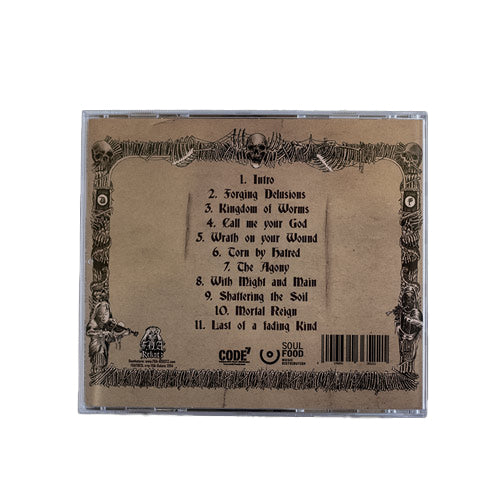 1. Intro
2. Forging Delusions
3. Kingdom of Worms
4. Call me your God
5. Wrath on your Wound
6. Torn by Hatred
7. The Agony
8. With Might and Main
9. Shattering the Soil
10. Mortal Reign
11. Last of a fading Kind
CODE7
SOUL
FOOD
MUSIC
DISTRIBUTION